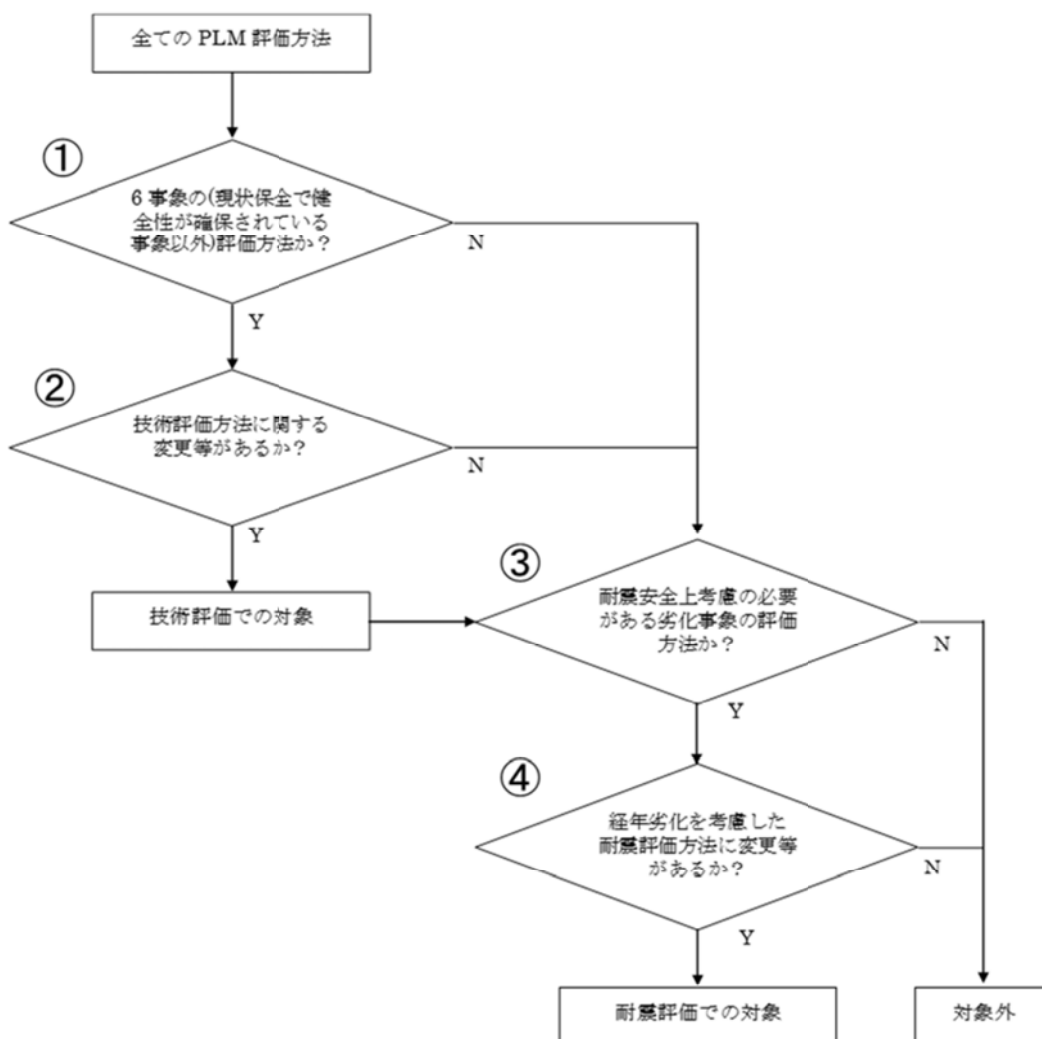 全ての PLM 評価方法
①
6 事象の(現状保全で健
全性が確保されている
事象以外)評価方法か？
N
Y
②
技術評価方法に関する
変更等があるか？
N
Y
技術評価での対象
③
耐震安全上考慮の必要
がある劣化事象の評価
方法か？
N
Y
④
経年劣化を考慮した
耐震評価方法に変更等
があるか？
N
Y
耐震評価での対象
対象外